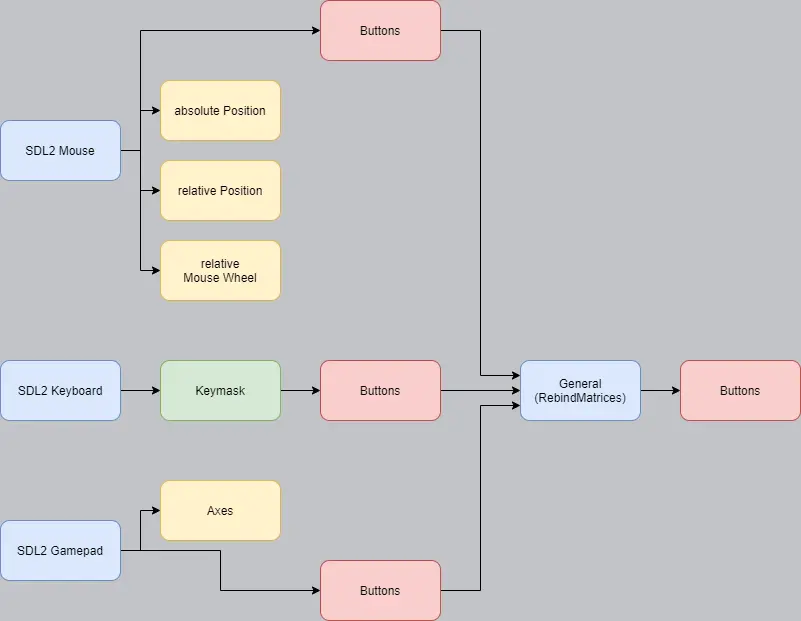 Buttons
absolute Position
SDL2 Mouse
relative Position
relative
Mouse Wheel
SDL2 Keyboard
Keymask
Buttons
General
(RebindMatrices)
Buttons
Axes
SDL2 Gamepad
Buttons